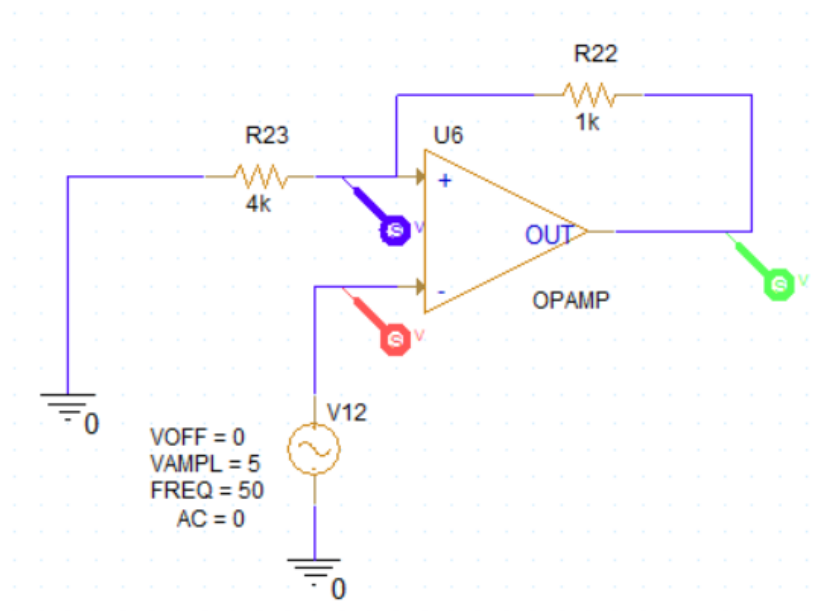 R22
1k
R23
4k
U6
+
V
OUT
V
-
OPAMP
V
0
V12
VOFF = 0
VAMPL = 5
FREQ = 50
AC = 0
0